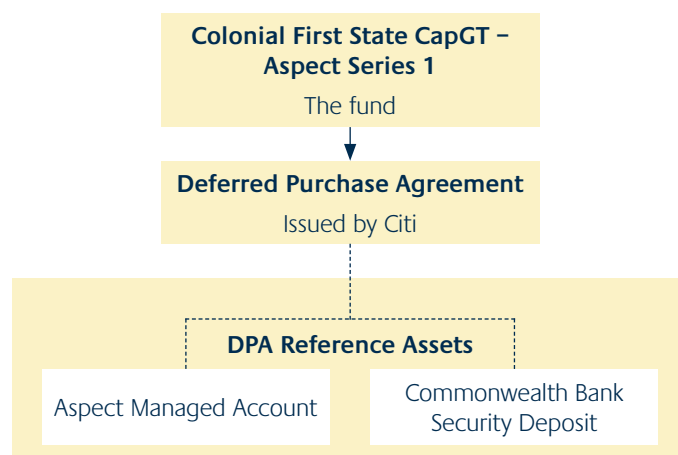 Colonial First State CapGT –
Aspect Series 1
The fund
Deferred Purchase Agreement
Issued by Citi
DPA Reference Assets
Aspect Managed Account
Commonwealth Bank
Security Deposit